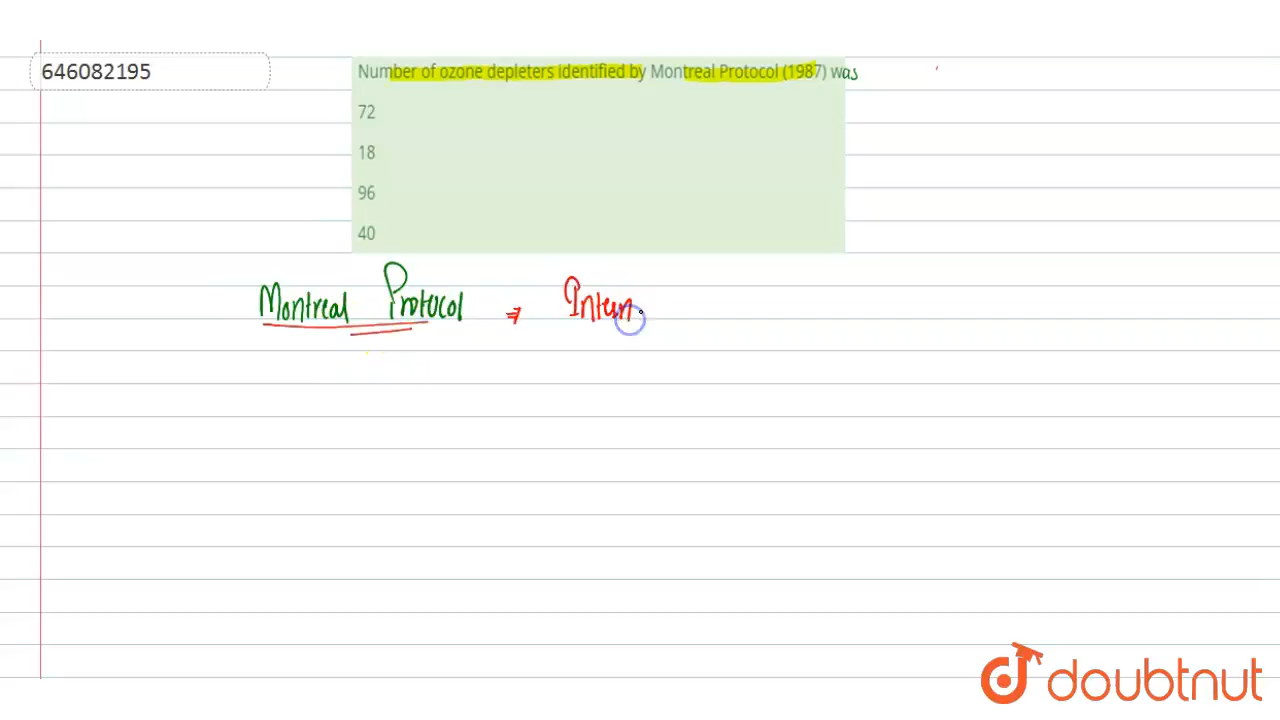 646082195
Number of ozone depleters identified by Montreal Protocol (1987) was
72
18
96
40
Montreal Protocol ⇒ Intern
doubtnut